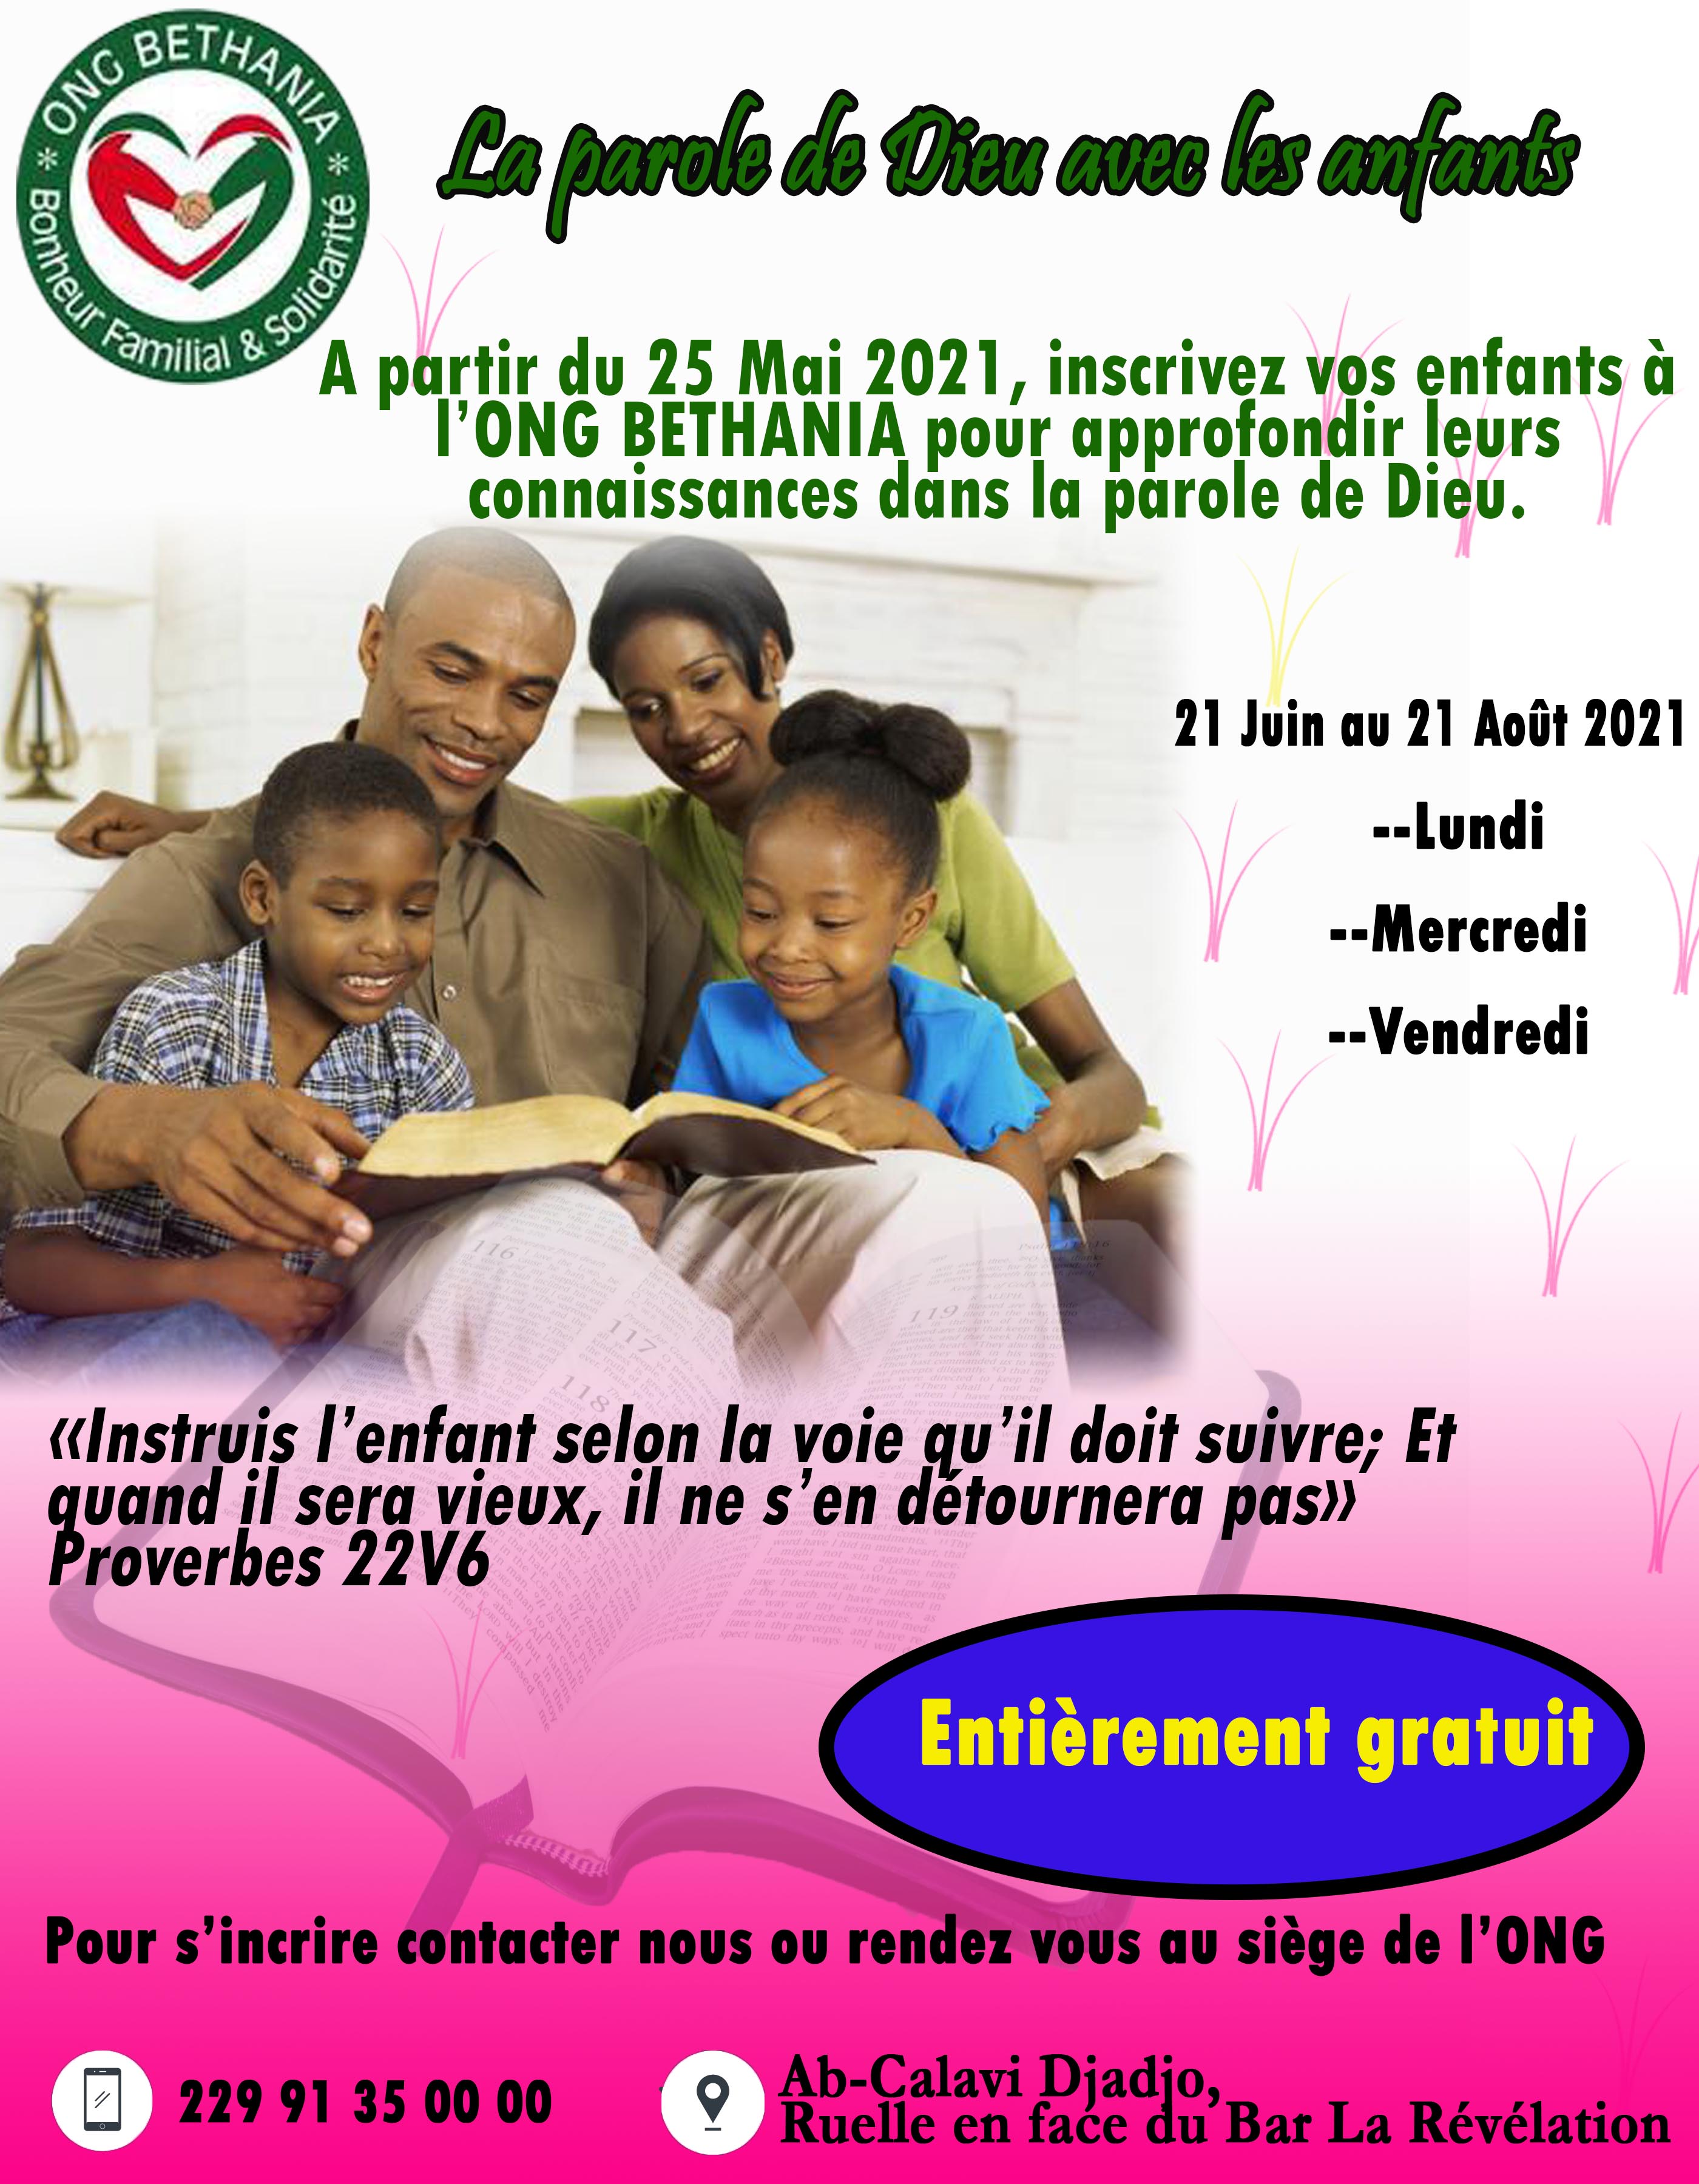 ONG BETHANIA
* Bonheur Familial & Solidarité *
La parole de Dieu avec les anfants
A partir du 25 Mai 2021, inscrivez vos enfants à
l’ONG BETHANIA pour approfondir leurs
connaissances dans la parole de Dieu.
21 Juin au 21 Août 2021
--Lundi
--Mercredi
--Vendredi
116
117
118
119
«Instruis l’enfant selon la voie qu’il doit suivre; Et
quand il sera vieux, il ne s’en détournera pas»
Proverbes 22V6
Entièrement gratuit
Pour s’incrire contacter nous ou rendez vous au siège de l’ONG
229 91 35 00 00
Ab-Calavi Djadjo,
Ruelle en face du Bar La Révélation